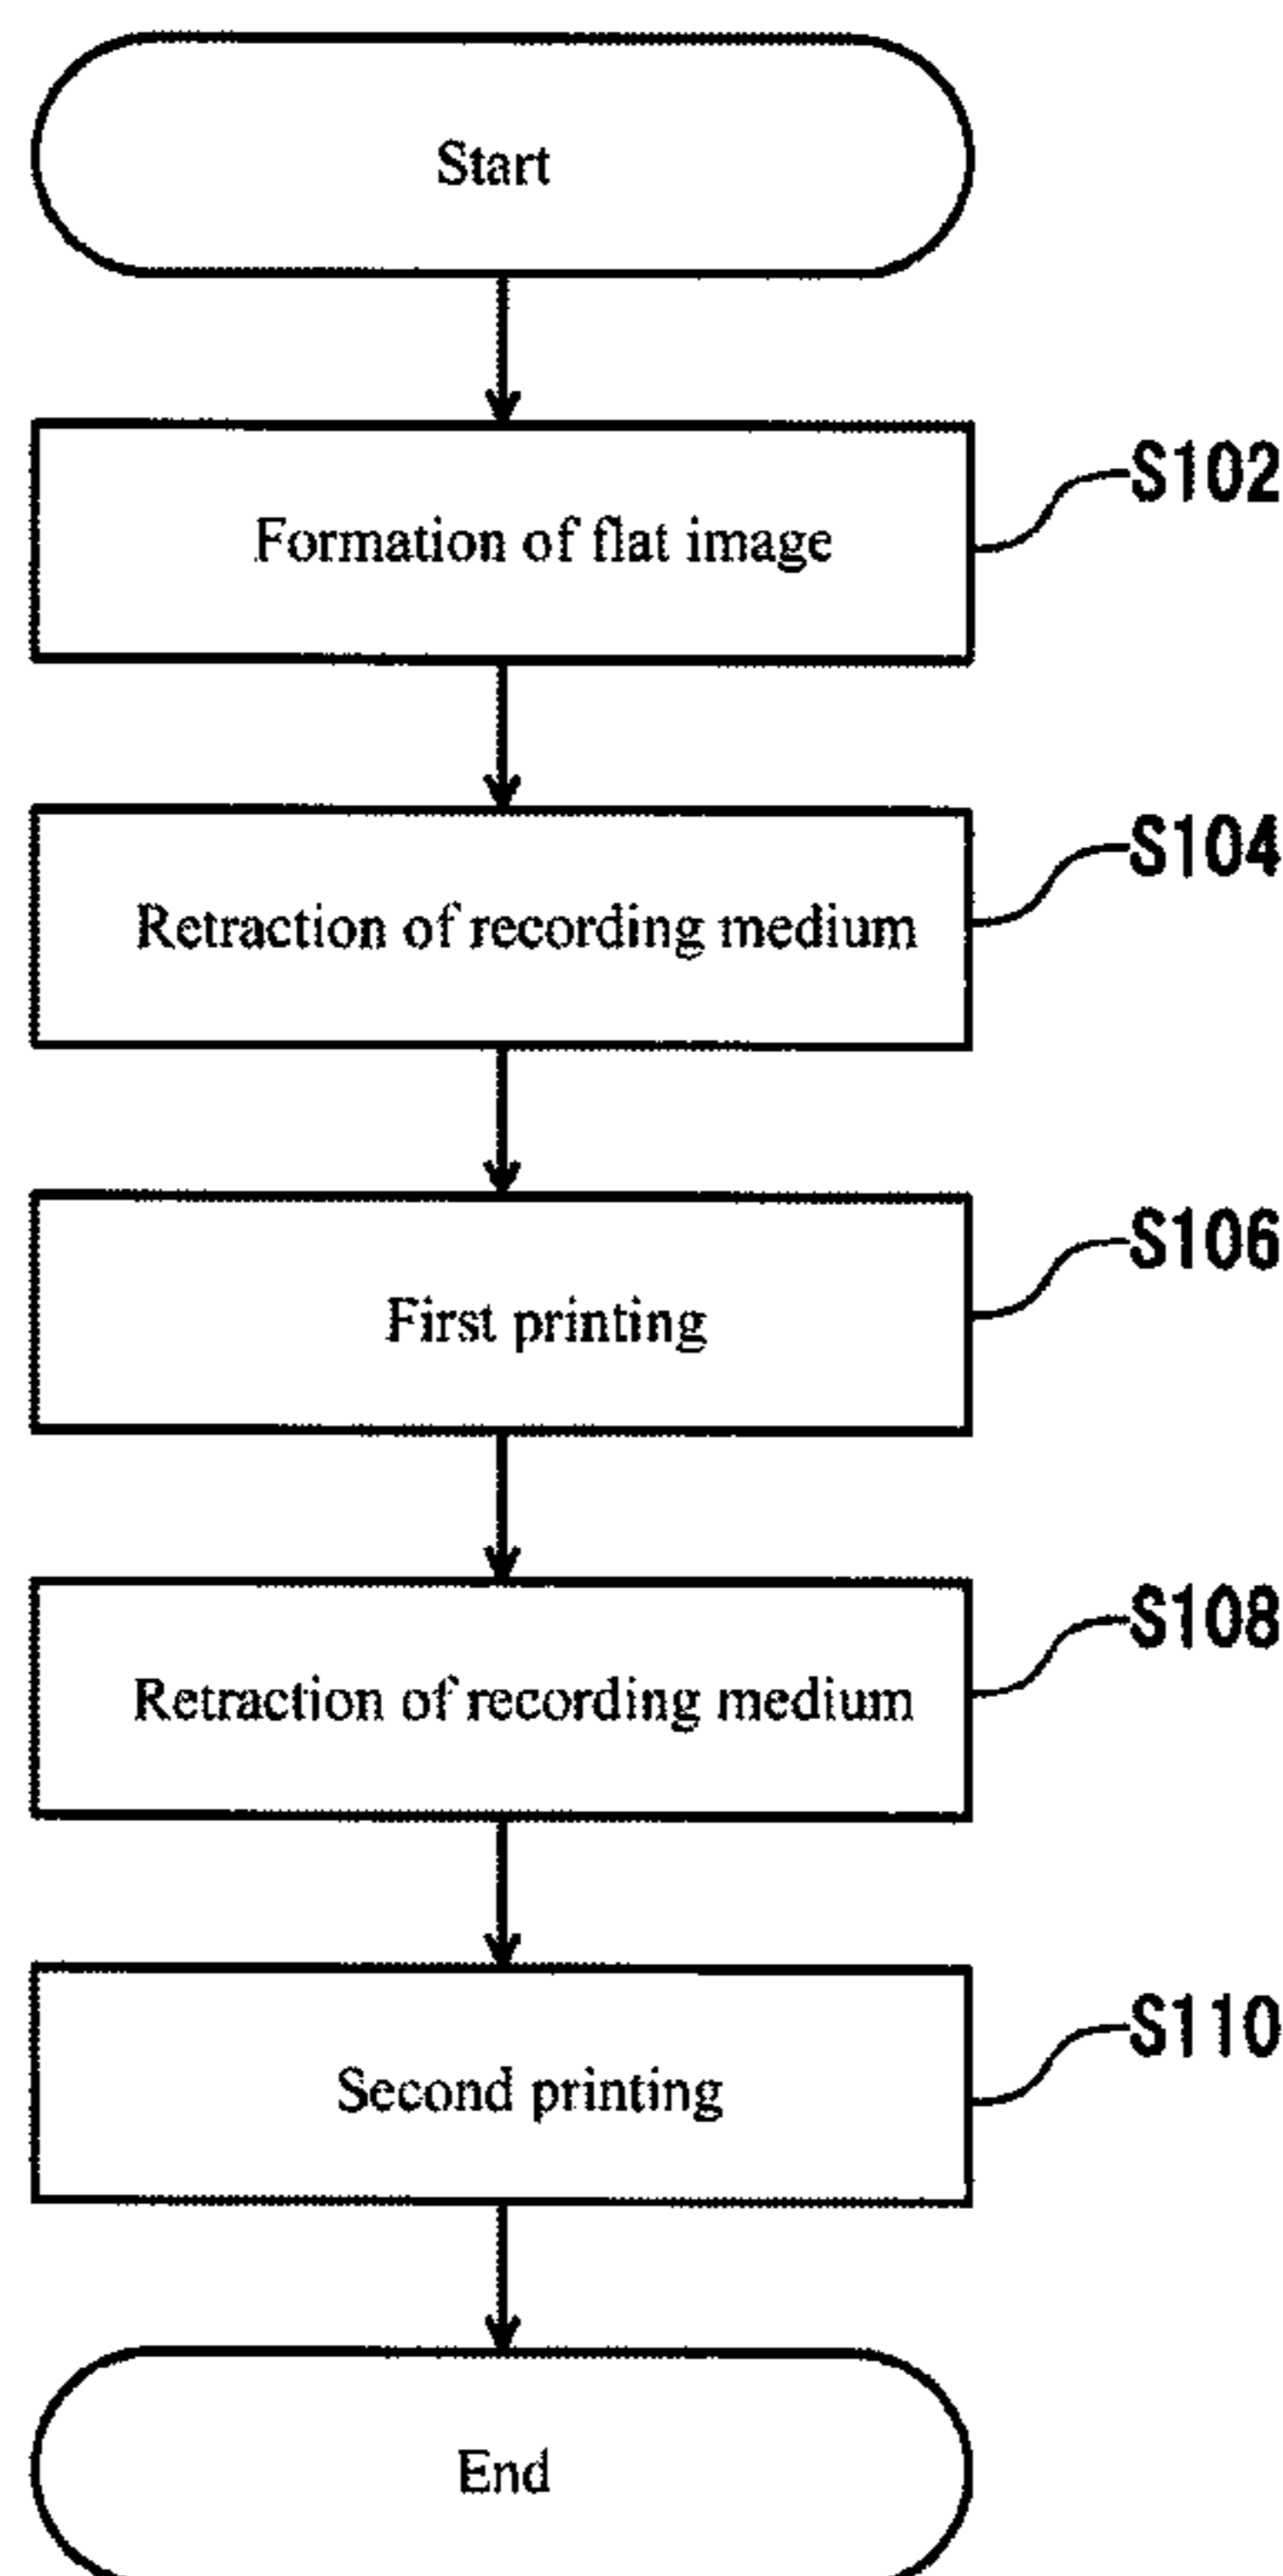 Start
Formation of flat image
S102
Retraction of recording medium
S104
First printing
S106
Retraction of recording medium
S108
Second printing
S110
End